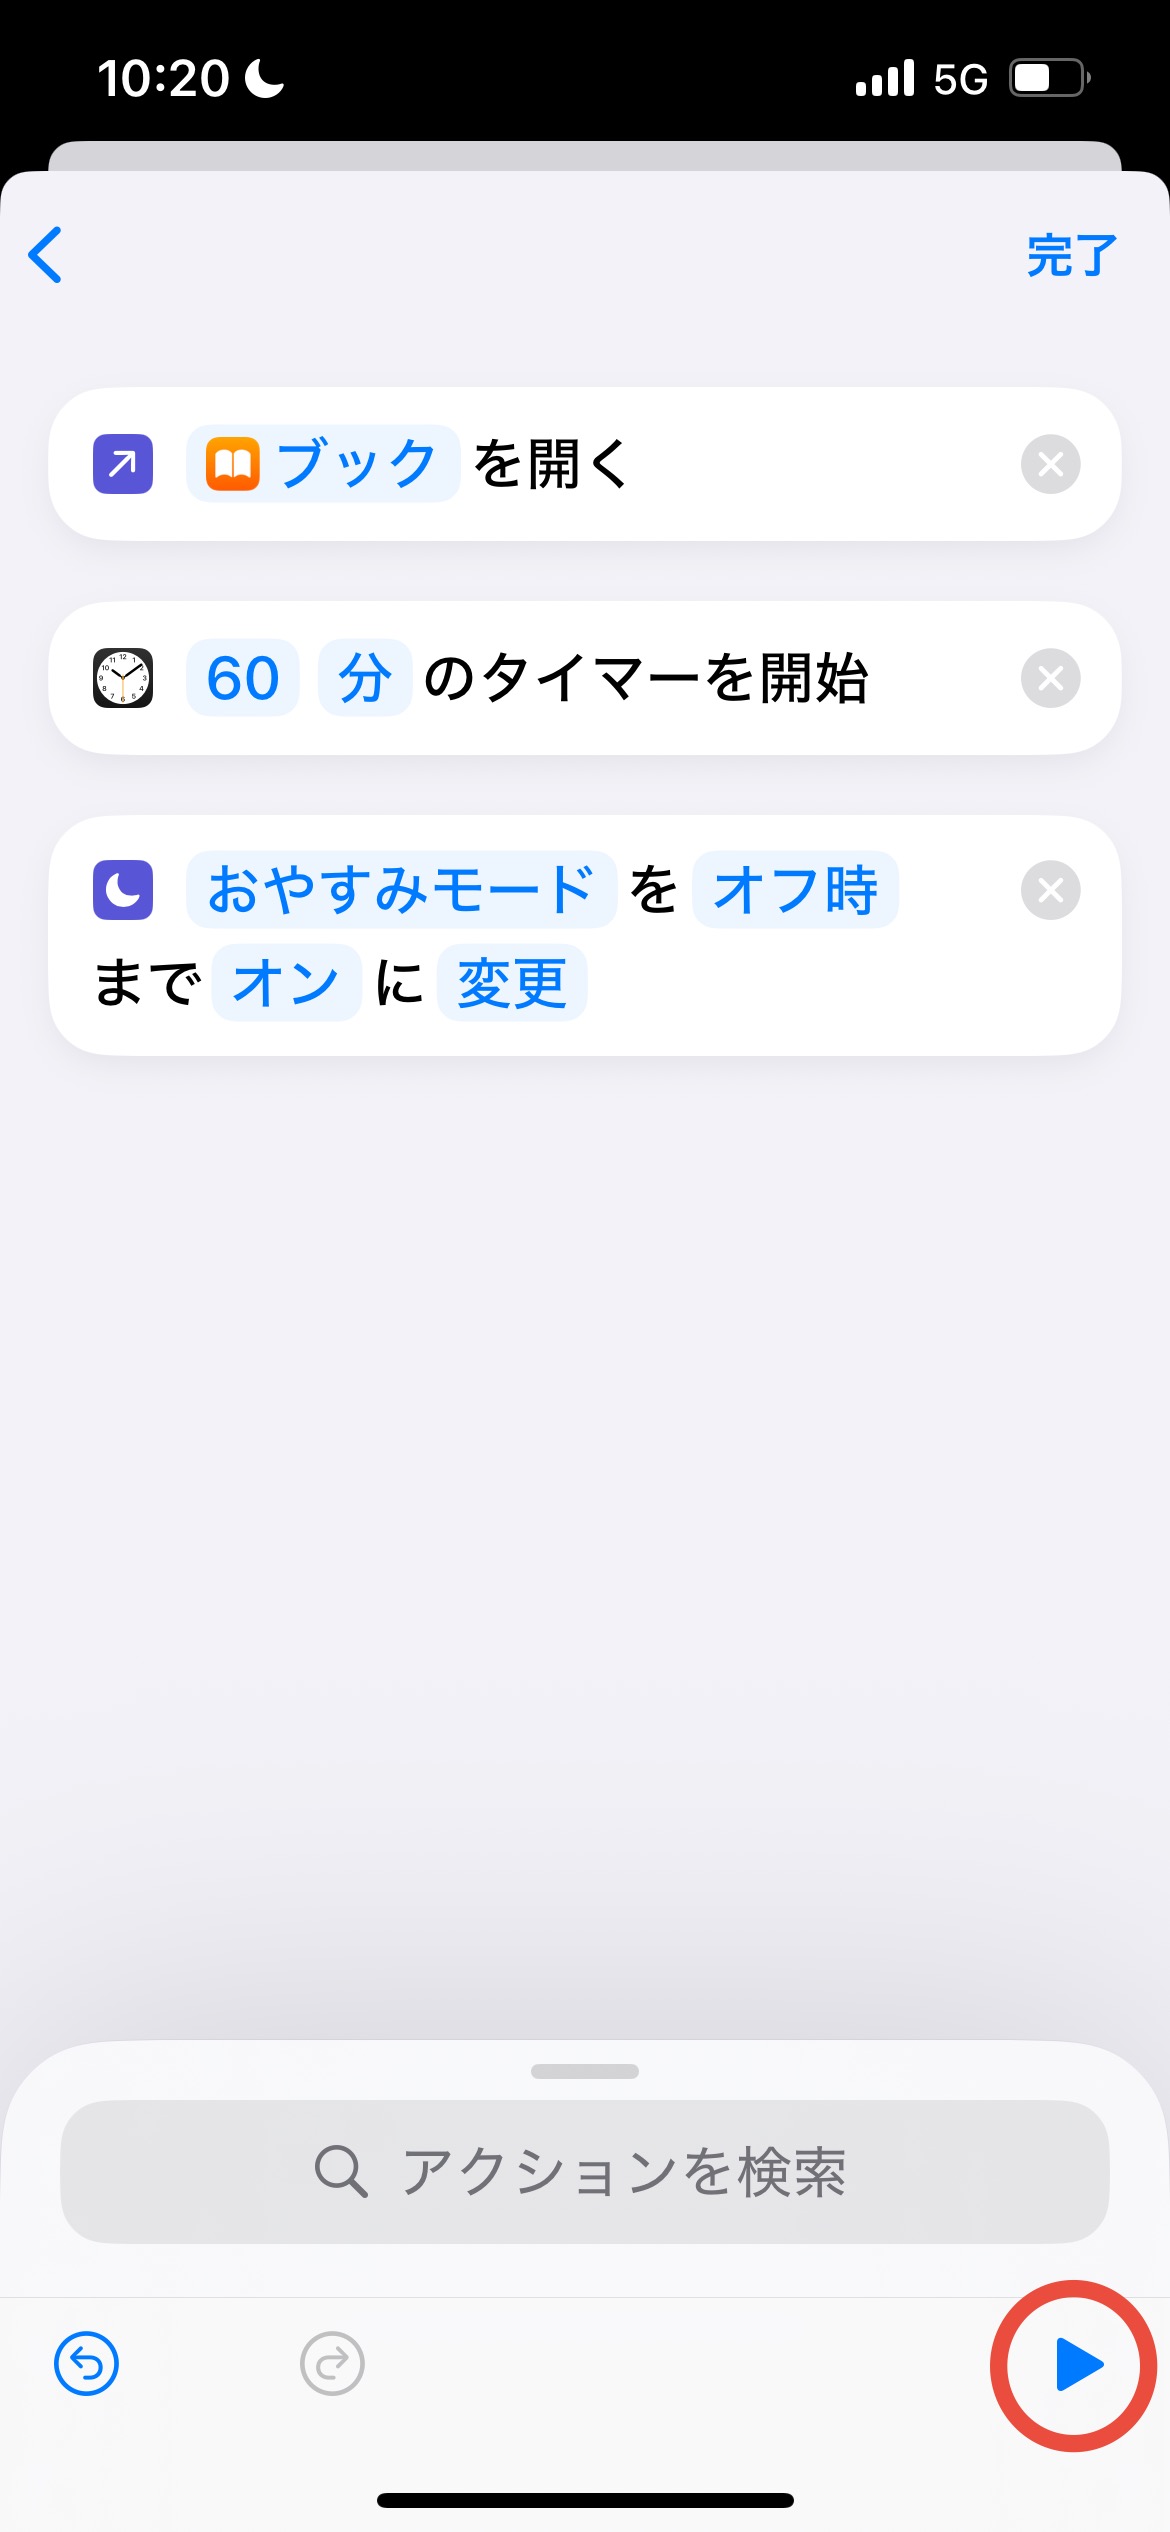 10:20 5G
完了
ブック を開く
60 分 のタイマーを開始
おやすみモード を オフ時
まで オン に 変更
アクションを検索